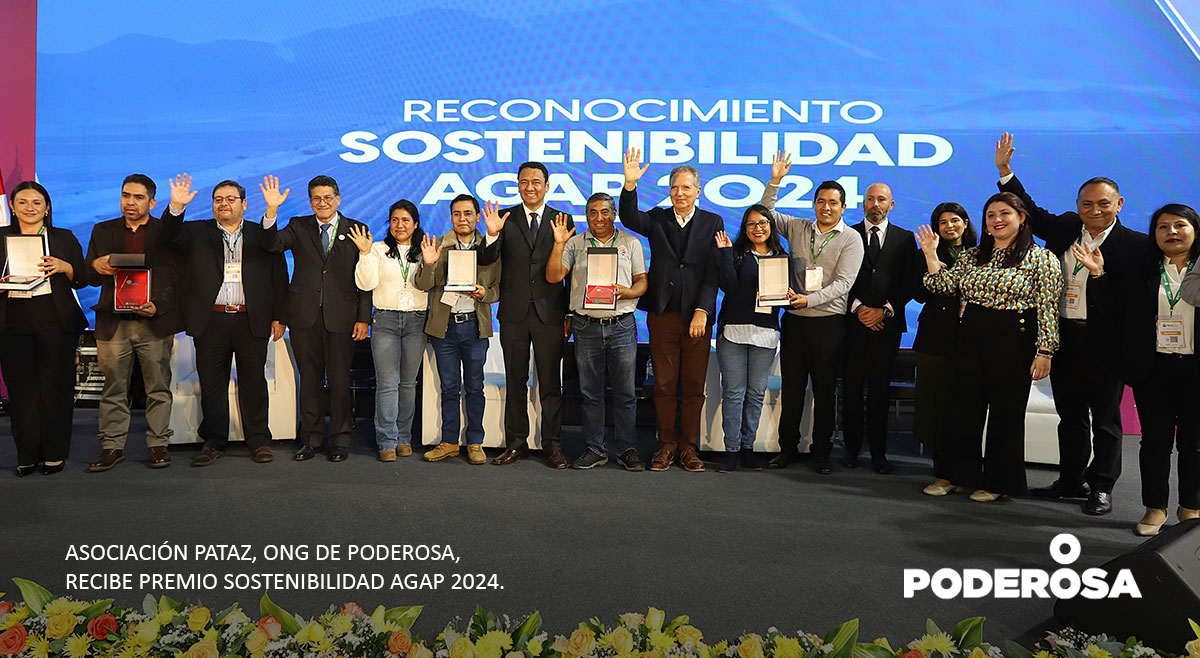 RECONOCIMIENTO
SOSTENIBILIDAD
AGAP 2024
ASOCIACIÓN PATAZ, ONG DE PODEROSA,
RECIBE PREMIO SOSTENIBILIDAD AGAP 2024.
PODEROSA